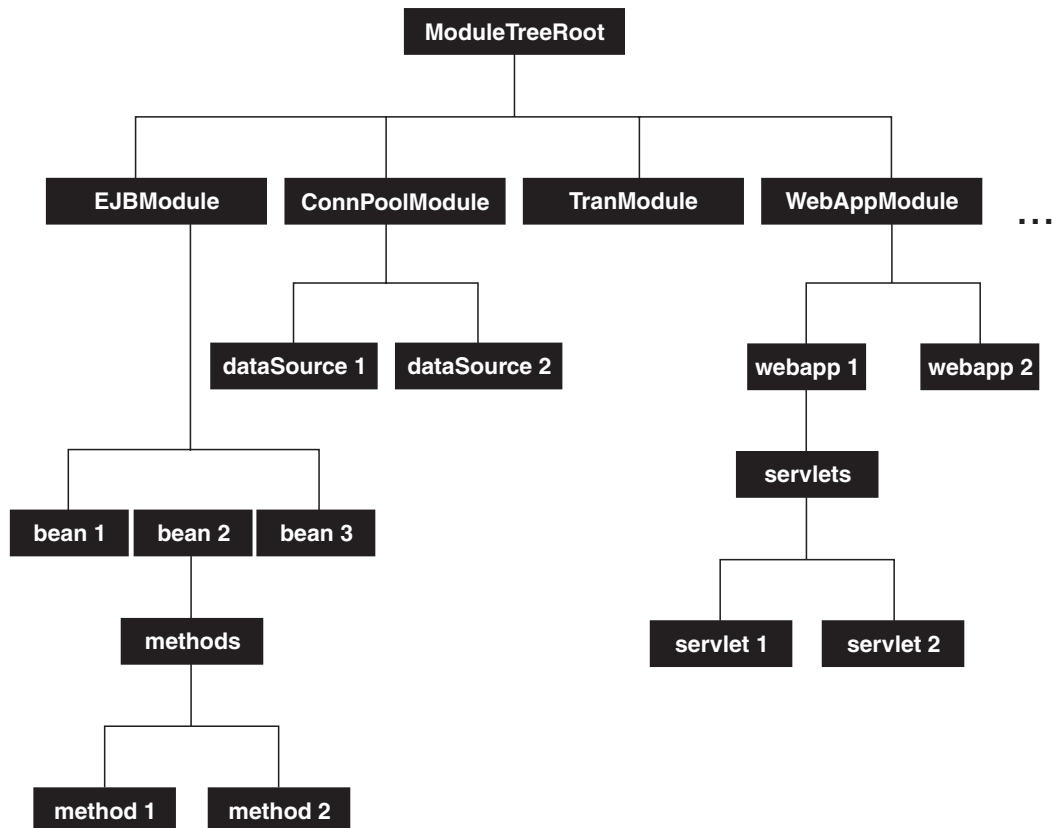 ModuleTreeRoot
EJBModule
ConnPoolModule
TranModule
WebAppModule
...
dataSource 1
dataSource 2
webapp 1
webapp 2
servlets
bean 1
bean 2
bean 3
methods
servlet 1
servlet 2
method 1
method 2